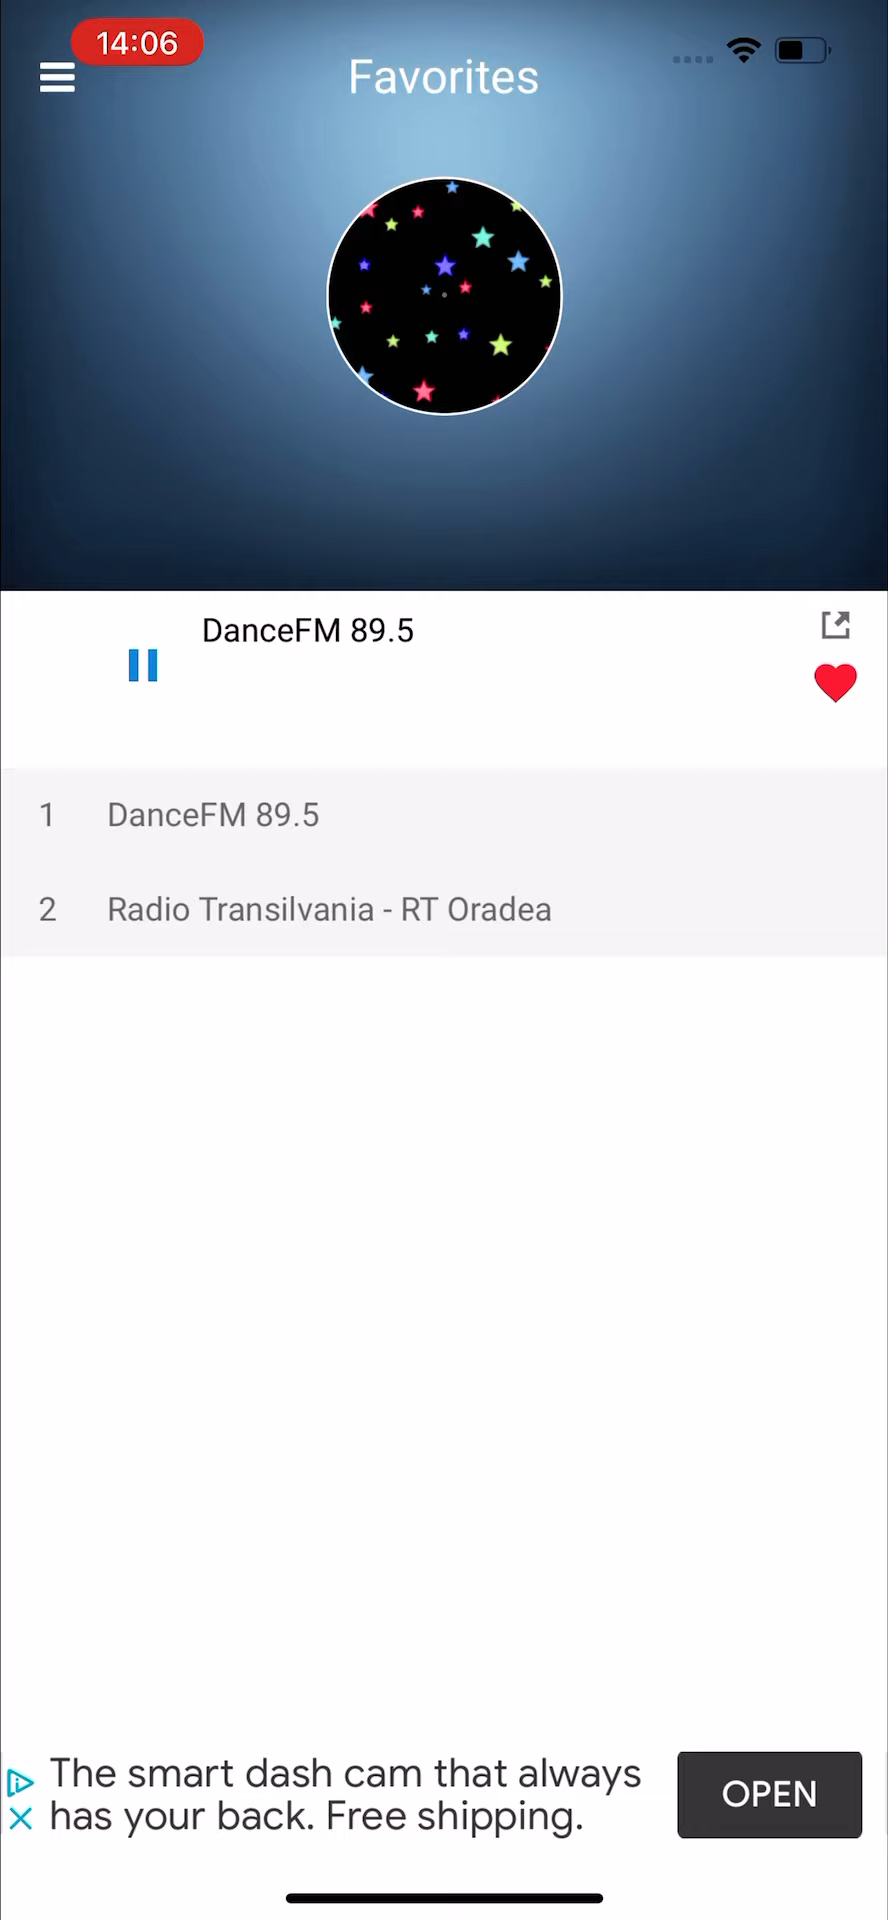 14:06
Favorites
DanceFM 89.5
1 DanceFM 89.5
2 Radio Transilvania - RT Oradea
The smart dash cam that always
has your back. Free shipping.
OPEN